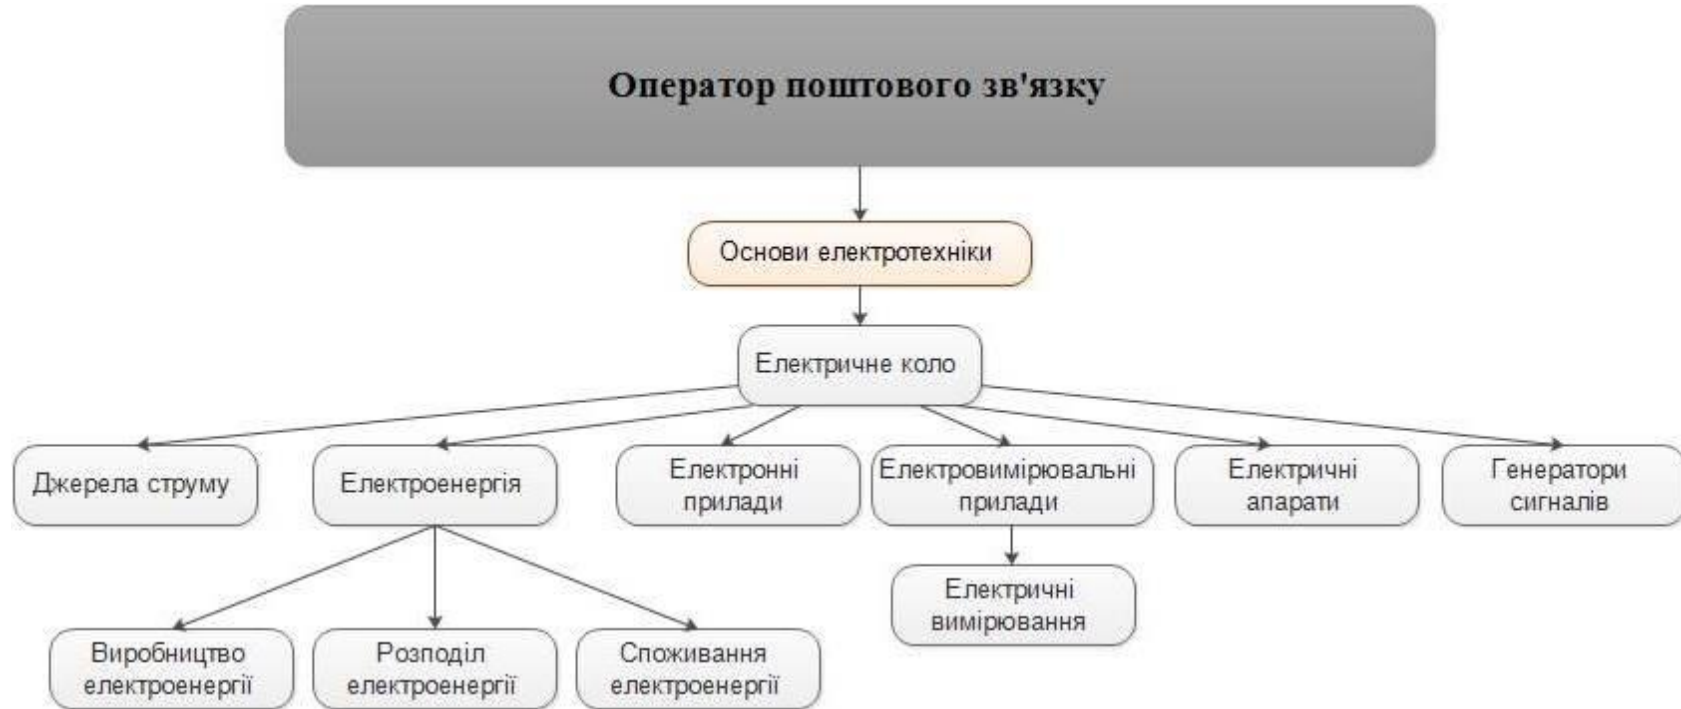 Оператор поштового зв'язку
Основи електротехніки
Електричне коло
Джерела струму
Електроенергія
Електронні
прилади
Електровимірювальні
прилади
Електричні
апарати
Генератори
сигналів
Електричні
вимірювання
Виробництво
електроенергії
Розподіл
електроенергії
Споживання
електроенергії